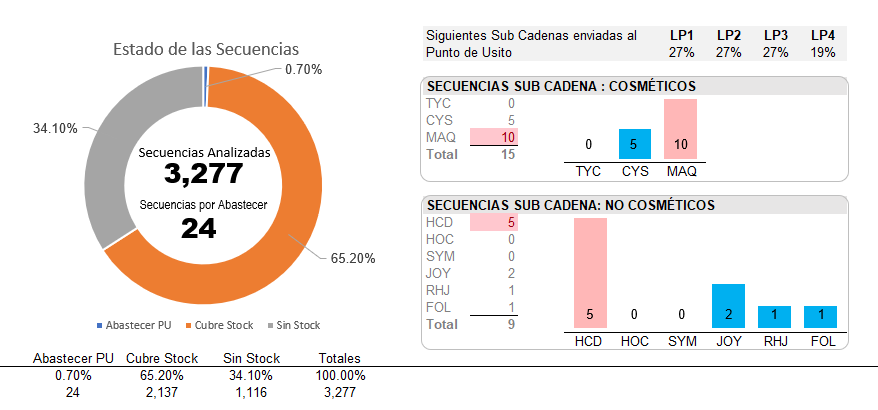 Estado de las Secuencias
0.70%
34.10%
Secuencias Analizadas
3,277
Secuencias por Abastecer
24
65.20%
Abastecer PU Cubre Stock Sin Stock
Abastecer PU Cubre Stock Sin Stock Totales
0.70% 65.20% 34.10% 100.00%
24 2,137 1,116 3,277
Siguientes Sub Cadenas enviadas al LP1 LP2 LP3 LP4
Punto de Usito 27% 27% 27% 19%
SECUENCIAS SUB CADENA : COSMÉTICOS
TYC 0
CYS 5
MAQ 10
Total 15
0 5 10
TYC CYS MAQ
SECUENCIAS SUB CADENA: NO COSMÉTICOS
HCD 5
HOC 0
SYM 0
JOY 2
RHJ 1
FOL 1
Total 9
5 0 0 2 1 1
HCD HOC SYM JOY RHJ FOL